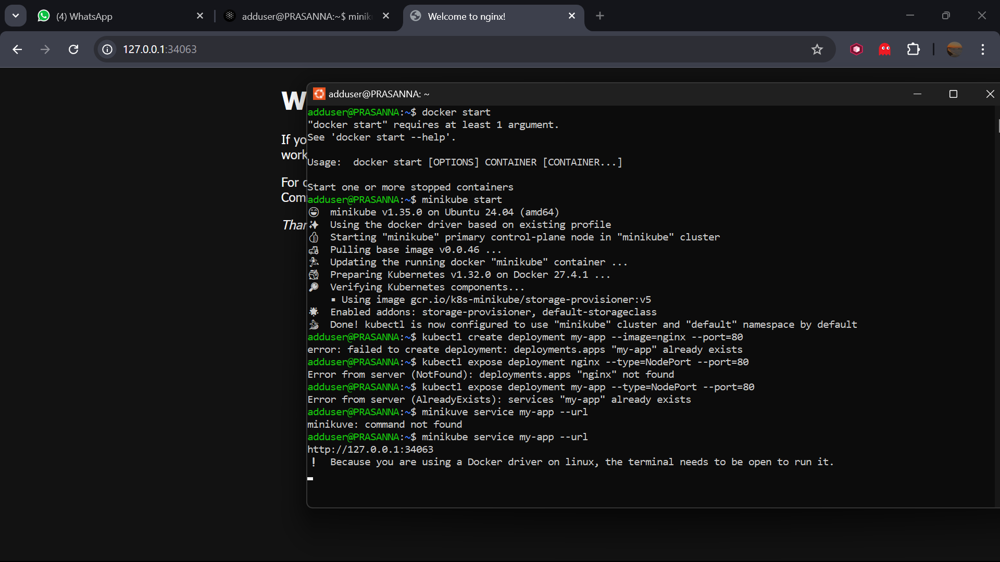 (4) WhatsApp
adduser@PRASANNA:~$ minik
Welcome to nginx!
127.0.0.1:34063
W
If yo
work
For
Com
Than
adduser@PRASANNA: ~
adduser@PRASANNA:~$ docker start
"docker start" requires at least 1 argument.
See 'docker start --help'.
Usage:  docker start [OPTIONS] CONTAINER [CONTAINER...]
Start one or more stopped containers
adduser@PRASANNA:~$ minikube start
minikube v1.35.0 on Ubuntu 24.04 (amd64)
Using the docker driver based on existing profile
Starting "minikube" primary control-plane node in "minikube" cluster
Pulling base image v0.0.46 ...
Updating the running docker "minikube" container ...
Preparing Kubernetes v1.32.0 on Docker 27.4.1 ...
Verifying Kubernetes components...
▪ Using image gcr.io/k8s-minikube/storage-provisioner:v5
Enabled addons: storage-provisioner, default-storageclass
Done! kubectl is now configured to use "minikube" cluster and "default" namespace by default
adduser@PRASANNA:~$ kubectl create deployment my-app --image=nginx --port=80
error: failed to create deployment: deployments.apps "my-app" already exists
adduser@PRASANNA:~$ kubectl expose deployment nginx --type=NodePort --port=80
Error from server (NotFound): deployments.apps "nginx" not found
adduser@PRASANNA:~$ kubectl expose deployment my-app --type=NodePort --port=80
Error from server (AlreadyExists): services "my-app" already exists
adduser@PRASANNA:~$ minikuve service my-app --url
minikuve: command not found
adduser@PRASANNA:~$ minikube service my-app --url
http://127.0.0.1:34063
! Because you are using a Docker driver on linux, the terminal needs to be open to run it.